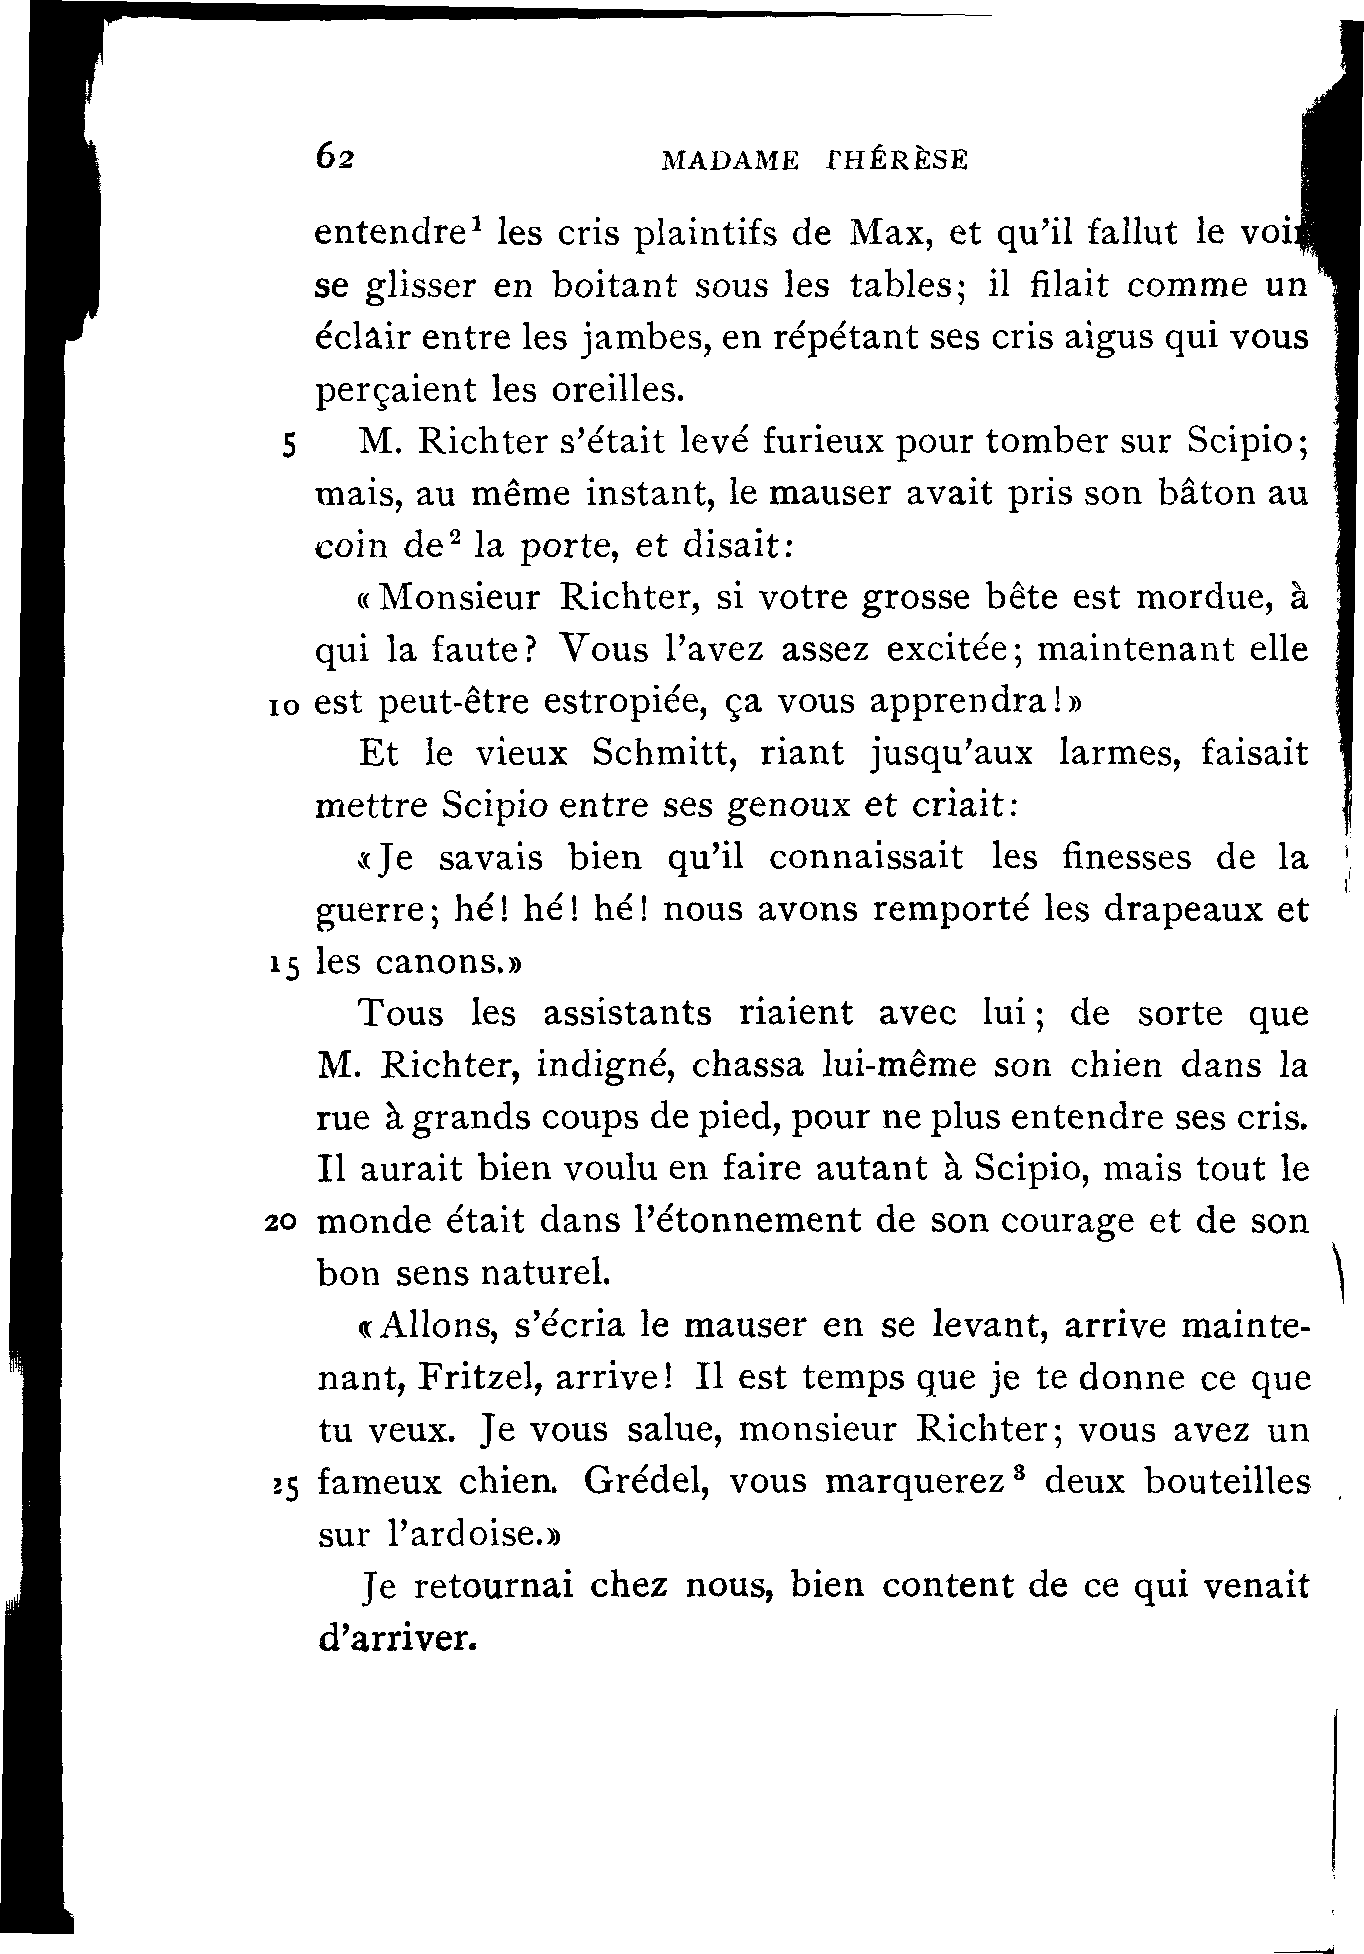 62 MADAME THÉRÈSE
entendre¹ les cris plaintifs de Max, et qu'il fallut le voir
se glisser en boitant sous les tables; il filait comme un
éclair entre les jambes, en répétant ses cris aigus qui vous
perçaient les oreilles.
5 M. Richter s'était levé furieux pour tomber sur Scipio;
mais, au même instant, le mauser avait pris son bâton au
coin de² la porte, et disait:
«Monsieur Richter, si votre grosse bête est mordue, à
qui la faute? Vous l'avez assez excitée; maintenant elle
10 est peut-être estropiée, ça vous apprendra!»
Et le vieux Schmitt, riant jusqu'aux larmes, faisait
mettre Scipio entre ses genoux et criait:
«Je savais bien qu'il connaissait les finesses de la
guerre; hé! hé! hé! nous avons remporté les drapeaux et
15 les canons.»
Tous les assistants riaient avec lui; de sorte que
M. Richter, indigné, chassa lui-même son chien dans la
rue à grands coups de pied, pour ne plus entendre ses cris.
Il aurait bien voulu en faire autant à Scipio, mais tout le
20 monde était dans l'étonnement de son courage et de son
bon sens naturel.
«Allons, s'écria le mauser en se levant, arrive mainte-
nant, Fritzel, arrive! Il est temps que je te donne ce que
tu veux. Je vous salue, monsieur Richter; vous avez un
25 fameux chien. Grédel, vous marquerez³ deux bouteilles
sur l'ardoise.»
Je retournai chez nous, bien content de ce qui venait
d'arriver.